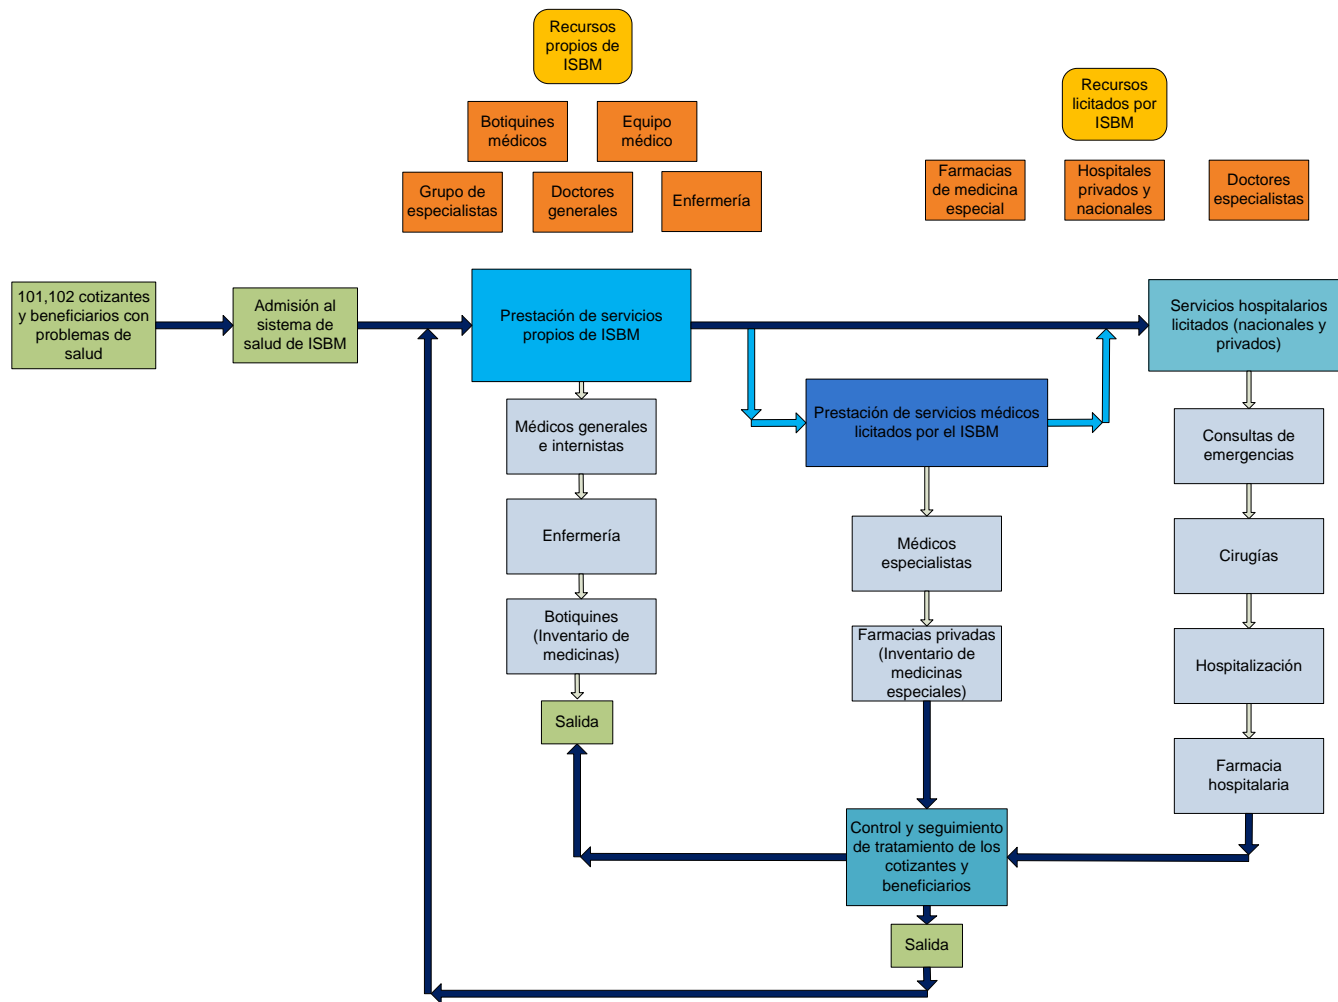 Recursos
propios de
ISBM
Recursos
licitados por
ISBM
Botiquines
médicos
Equipo
médico
Grupo de
especialistas
Doctores
generales
Enfermería
Farmacias
de medicina
especial
Hospitales
privados y
nacionales
Doctores
especialistas
101,102 cotizantes
y beneficiarios con
problemas de
salud
Admisión al
sistema de
salud de ISBM
Prestación de servicios
propios de ISBM
Servicios hospitalarios
licitados (nacionales y
privados)
Prestación de servicios médicos
licitados por el ISBM
Médicos generales
e internistas
Enfermería
Botiquines
(Inventario de
medicinas)
Salida
Médicos
especialistas
Farmacias privadas
(Inventario de
medicinas
especiales)
Consultas de
emergencias
Cirugías
Hospitalización
Farmacia
hospitalaria
Control y seguimiento
de tratamiento de los
cotizantes y
beneficiarios
Salida